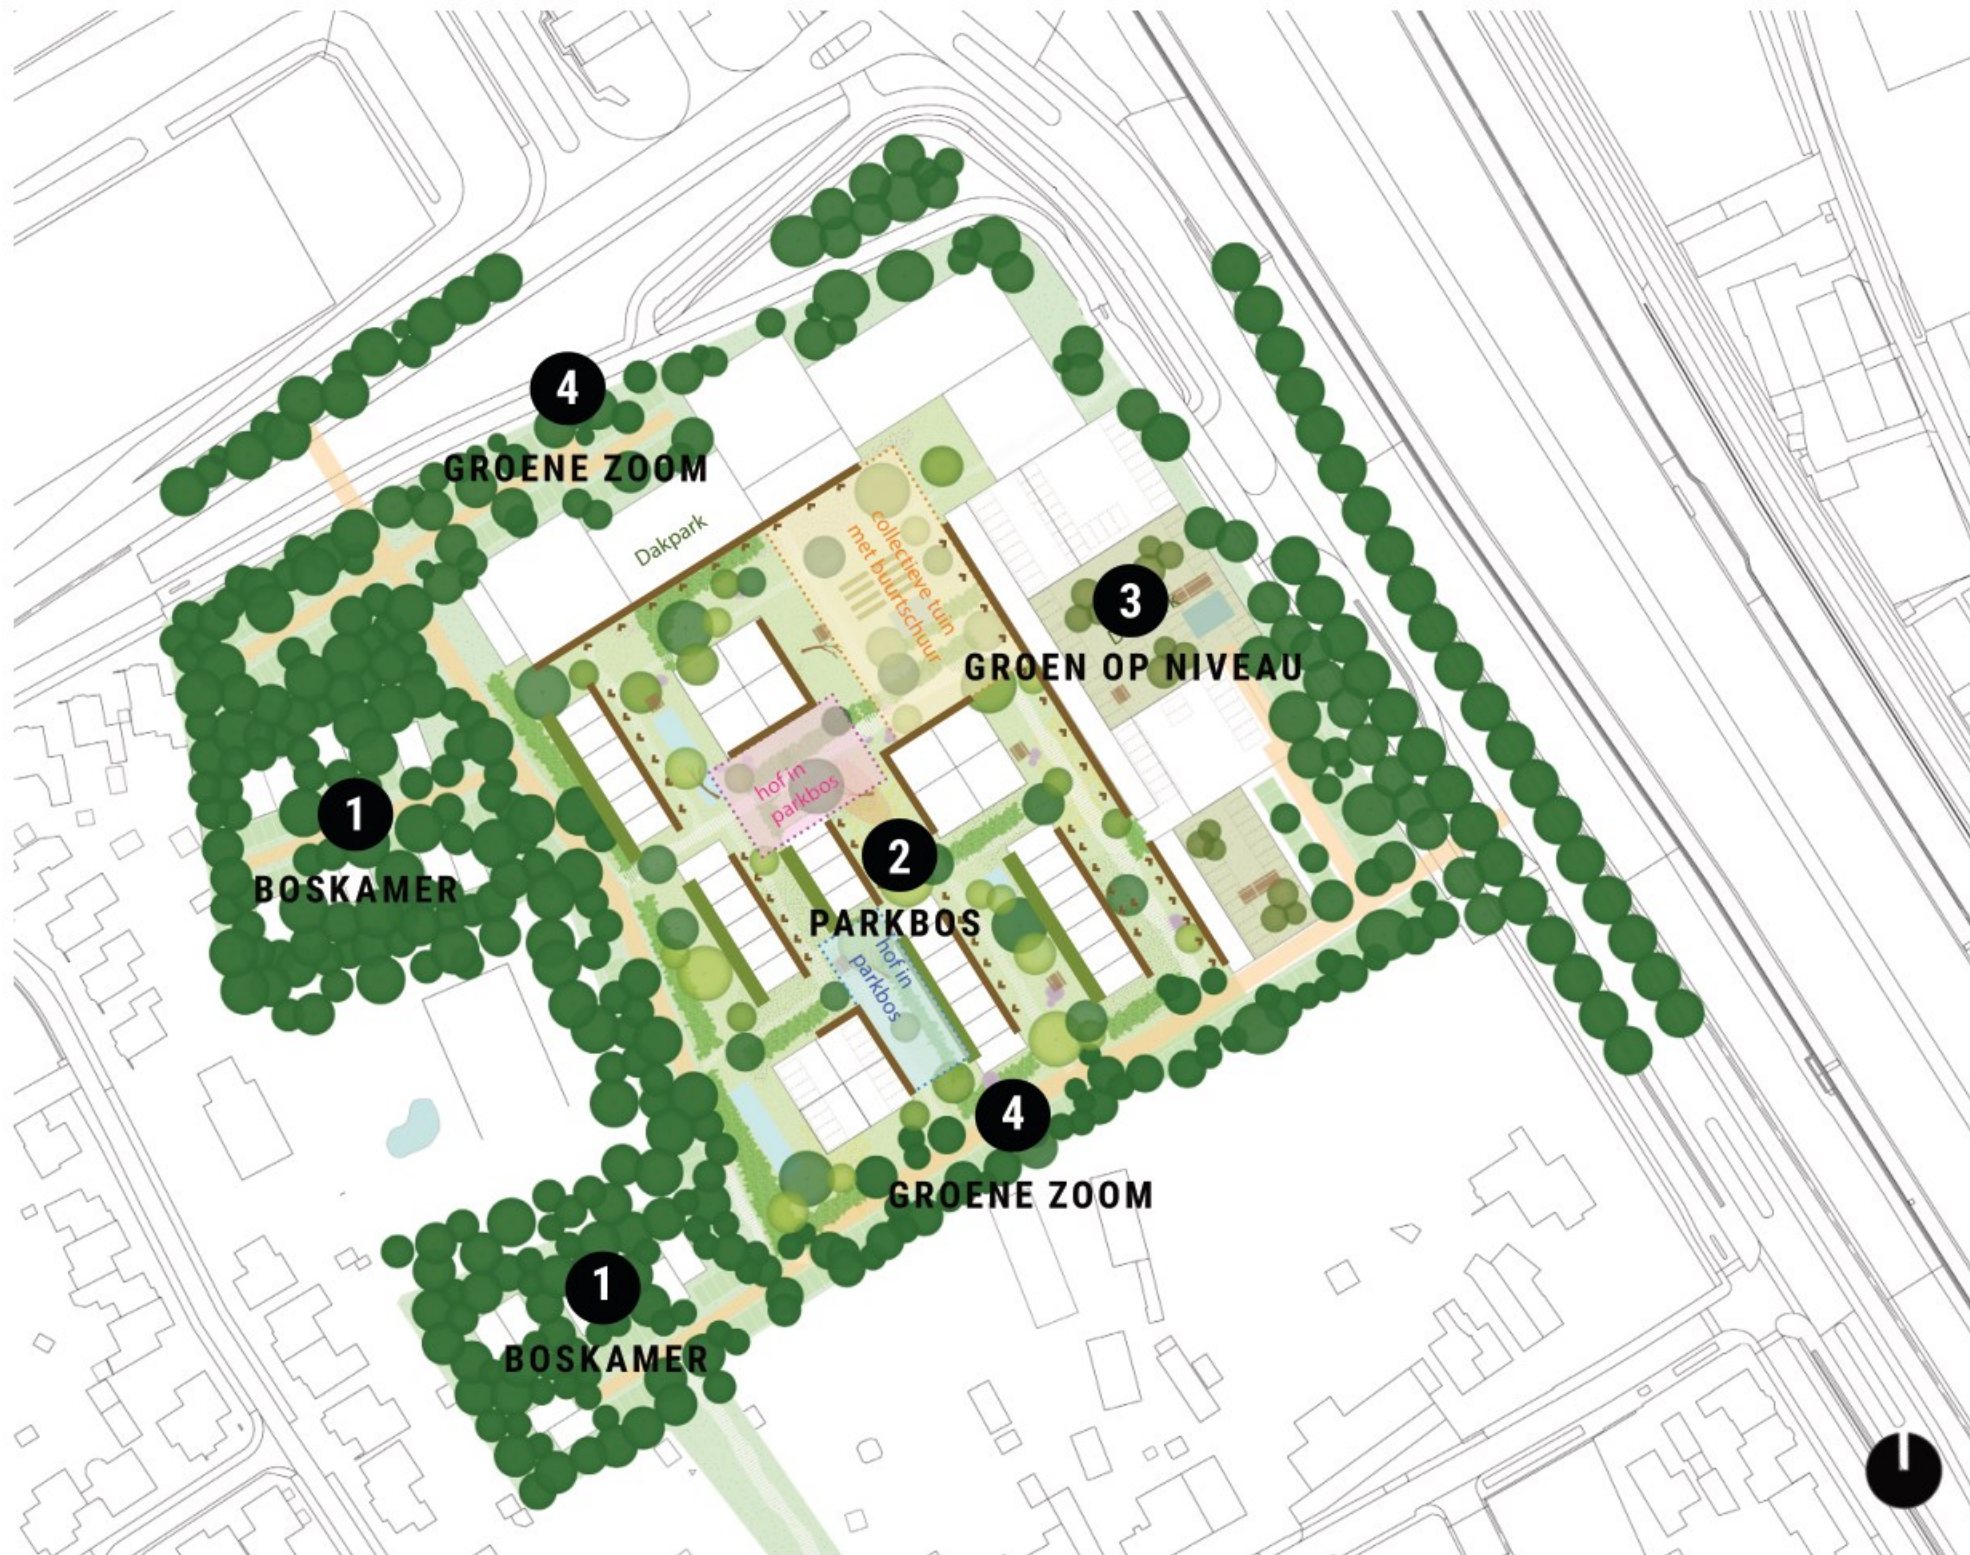 4
GROENE ZOOM
Dakpark
collectieve tuin
met buurtschuur
3
GROEN OP NIVEAU
hof in
parkbos
1
BOSKAMER
2
PARKBOS
hof in
parkbos
4
GROENE ZOOM
1
BOSKAMER